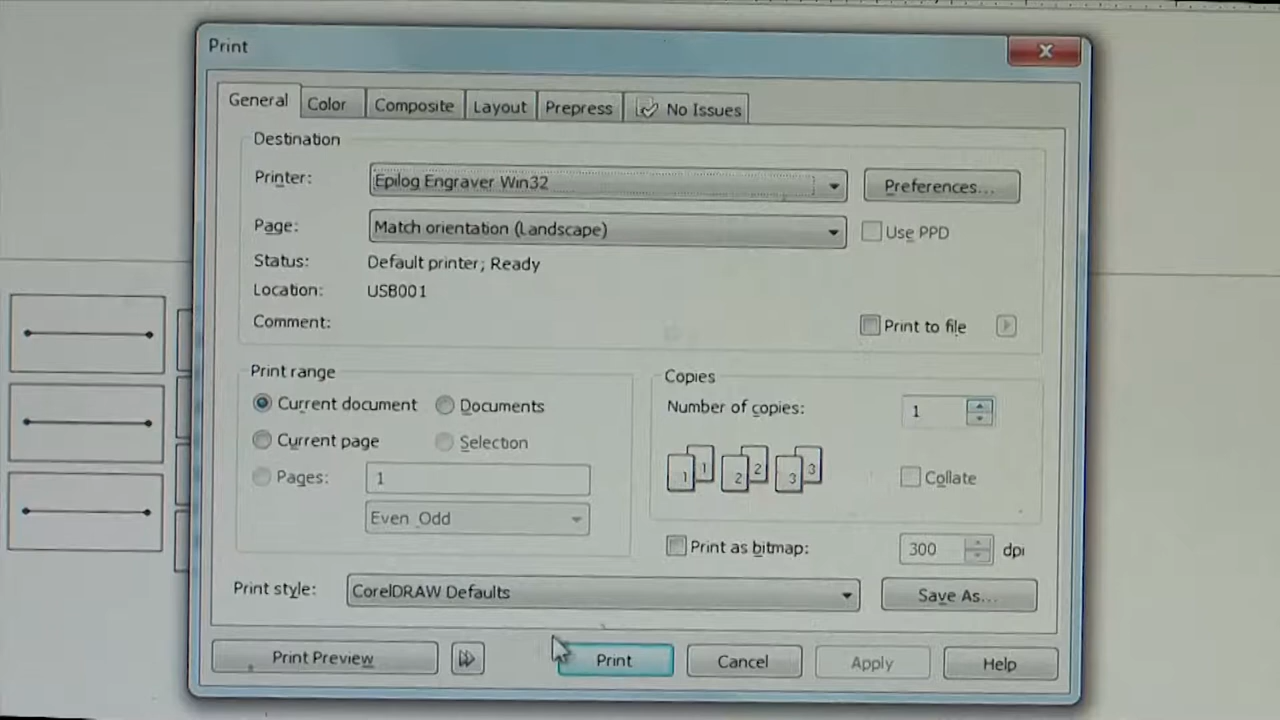 Print
General Color Composite Layout Prepress No Issues
Destination
Printer: Epilog Engraver Win32 Preferences...
Page: Match orientation (Landscape) Use PPD
Status: Default printer; Ready
Location: USB001
Comment: Print to file
Print range
Current document Documents
Current page Selection
Pages: 1
Even_Odd
Copies
Number of copies: 1
1 1 2 2 3 3
Collate
Print as bitmap: 300 dpi
Print style: CorelDRAW Defaults Save As...
Print Preview Print Cancel Apply Help